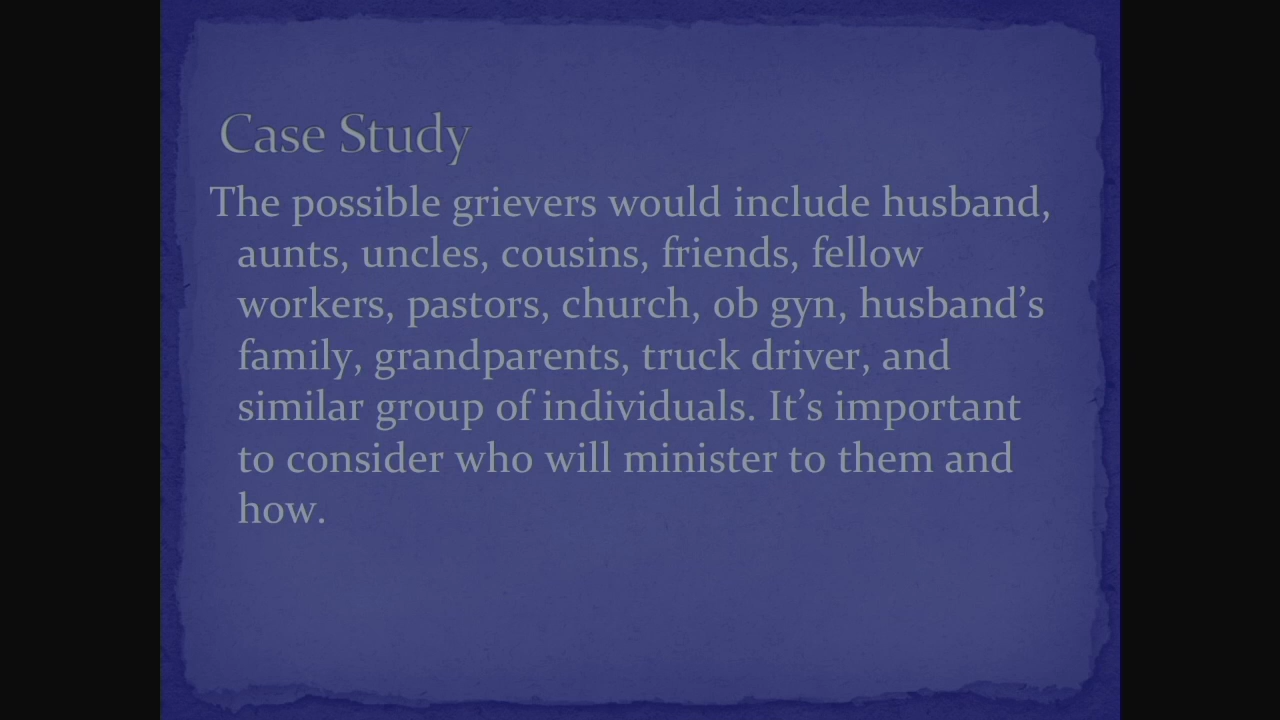 Case Study
The possible grievers would include husband,
aunts, uncles, cousins, friends, fellow
workers, pastors, church, ob gyn, husband’s
family, grandparents, truck driver, and
similar group of individuals. It’s important
to consider who will minister to them and
how.